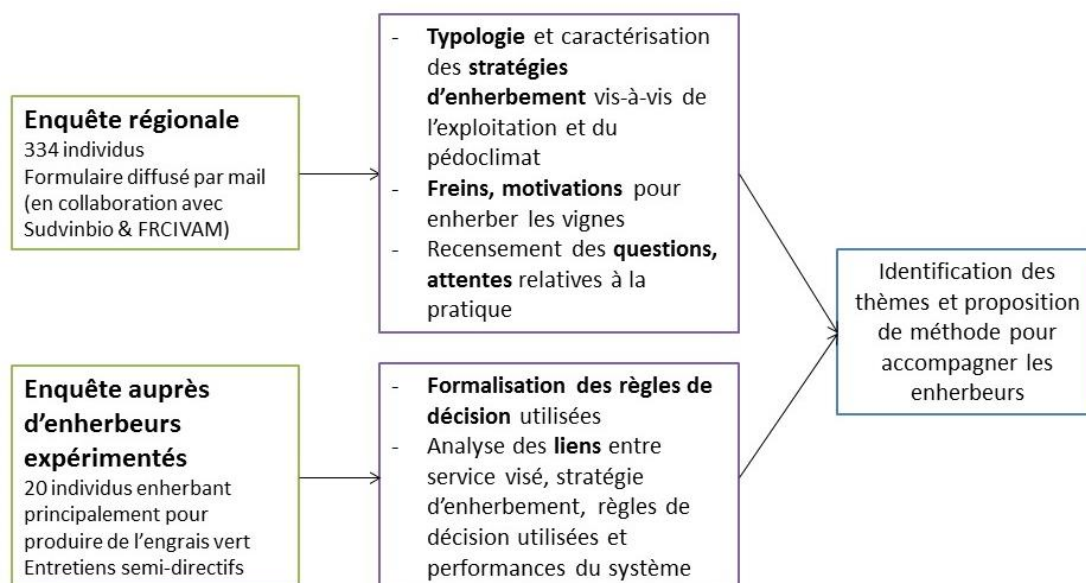 Enquête régionale
334 individus
Formulaire diffusé par mail
(en collaboration avec
Sudvinbio & FRCIVAM)
- Typologie et caractérisation
des stratégies
d’enherbement vis-à-vis de
l’exploitation et du
pédoclimat
- Freins, motivations pour
enherber les vignes
- Recensement des questions,
attentes relatives à la
pratique
Enquête auprès
d’enherbeurs
expérimentés
20 individus enherbant
principalement pour
produire de l’engrais vert
Entretiens semi-directifs
- Formalisation des règles de
décision utilisées
- Analyse des liens entre
service visé, stratégie
d’enherbement, règles de
décision utilisées et
performances du système
Identification des
thèmes et proposition
de méthode pour
accompagner les
enherbeurs